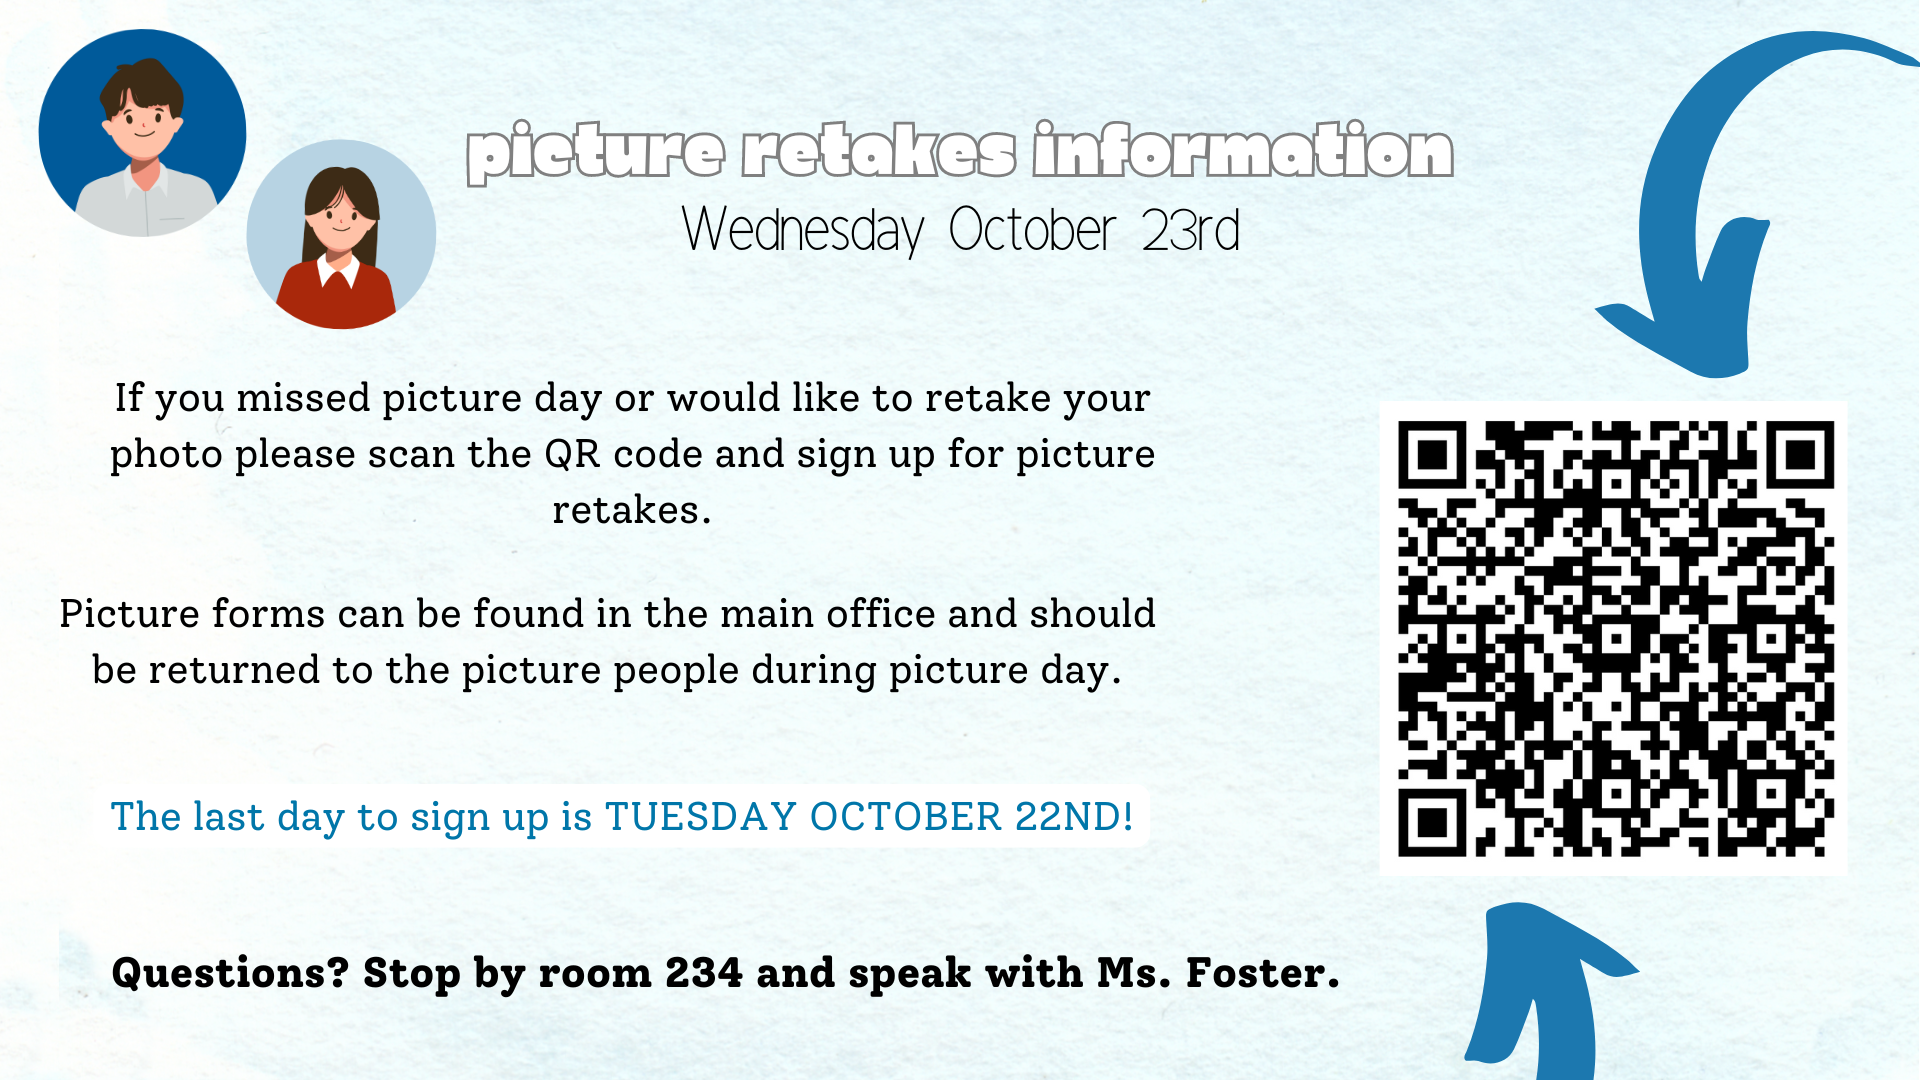 picture retakes information
Wednesday October 23rd
If you missed picture day or would like to retake your
photo please scan the QR code and sign up for picture
retakes.
Picture forms can be found in the main office and should
be returned to the picture people during picture day.
The last day to sign up is TUESDAY OCTOBER 22ND!
Questions? Stop by room 234 and speak with Ms. Foster.